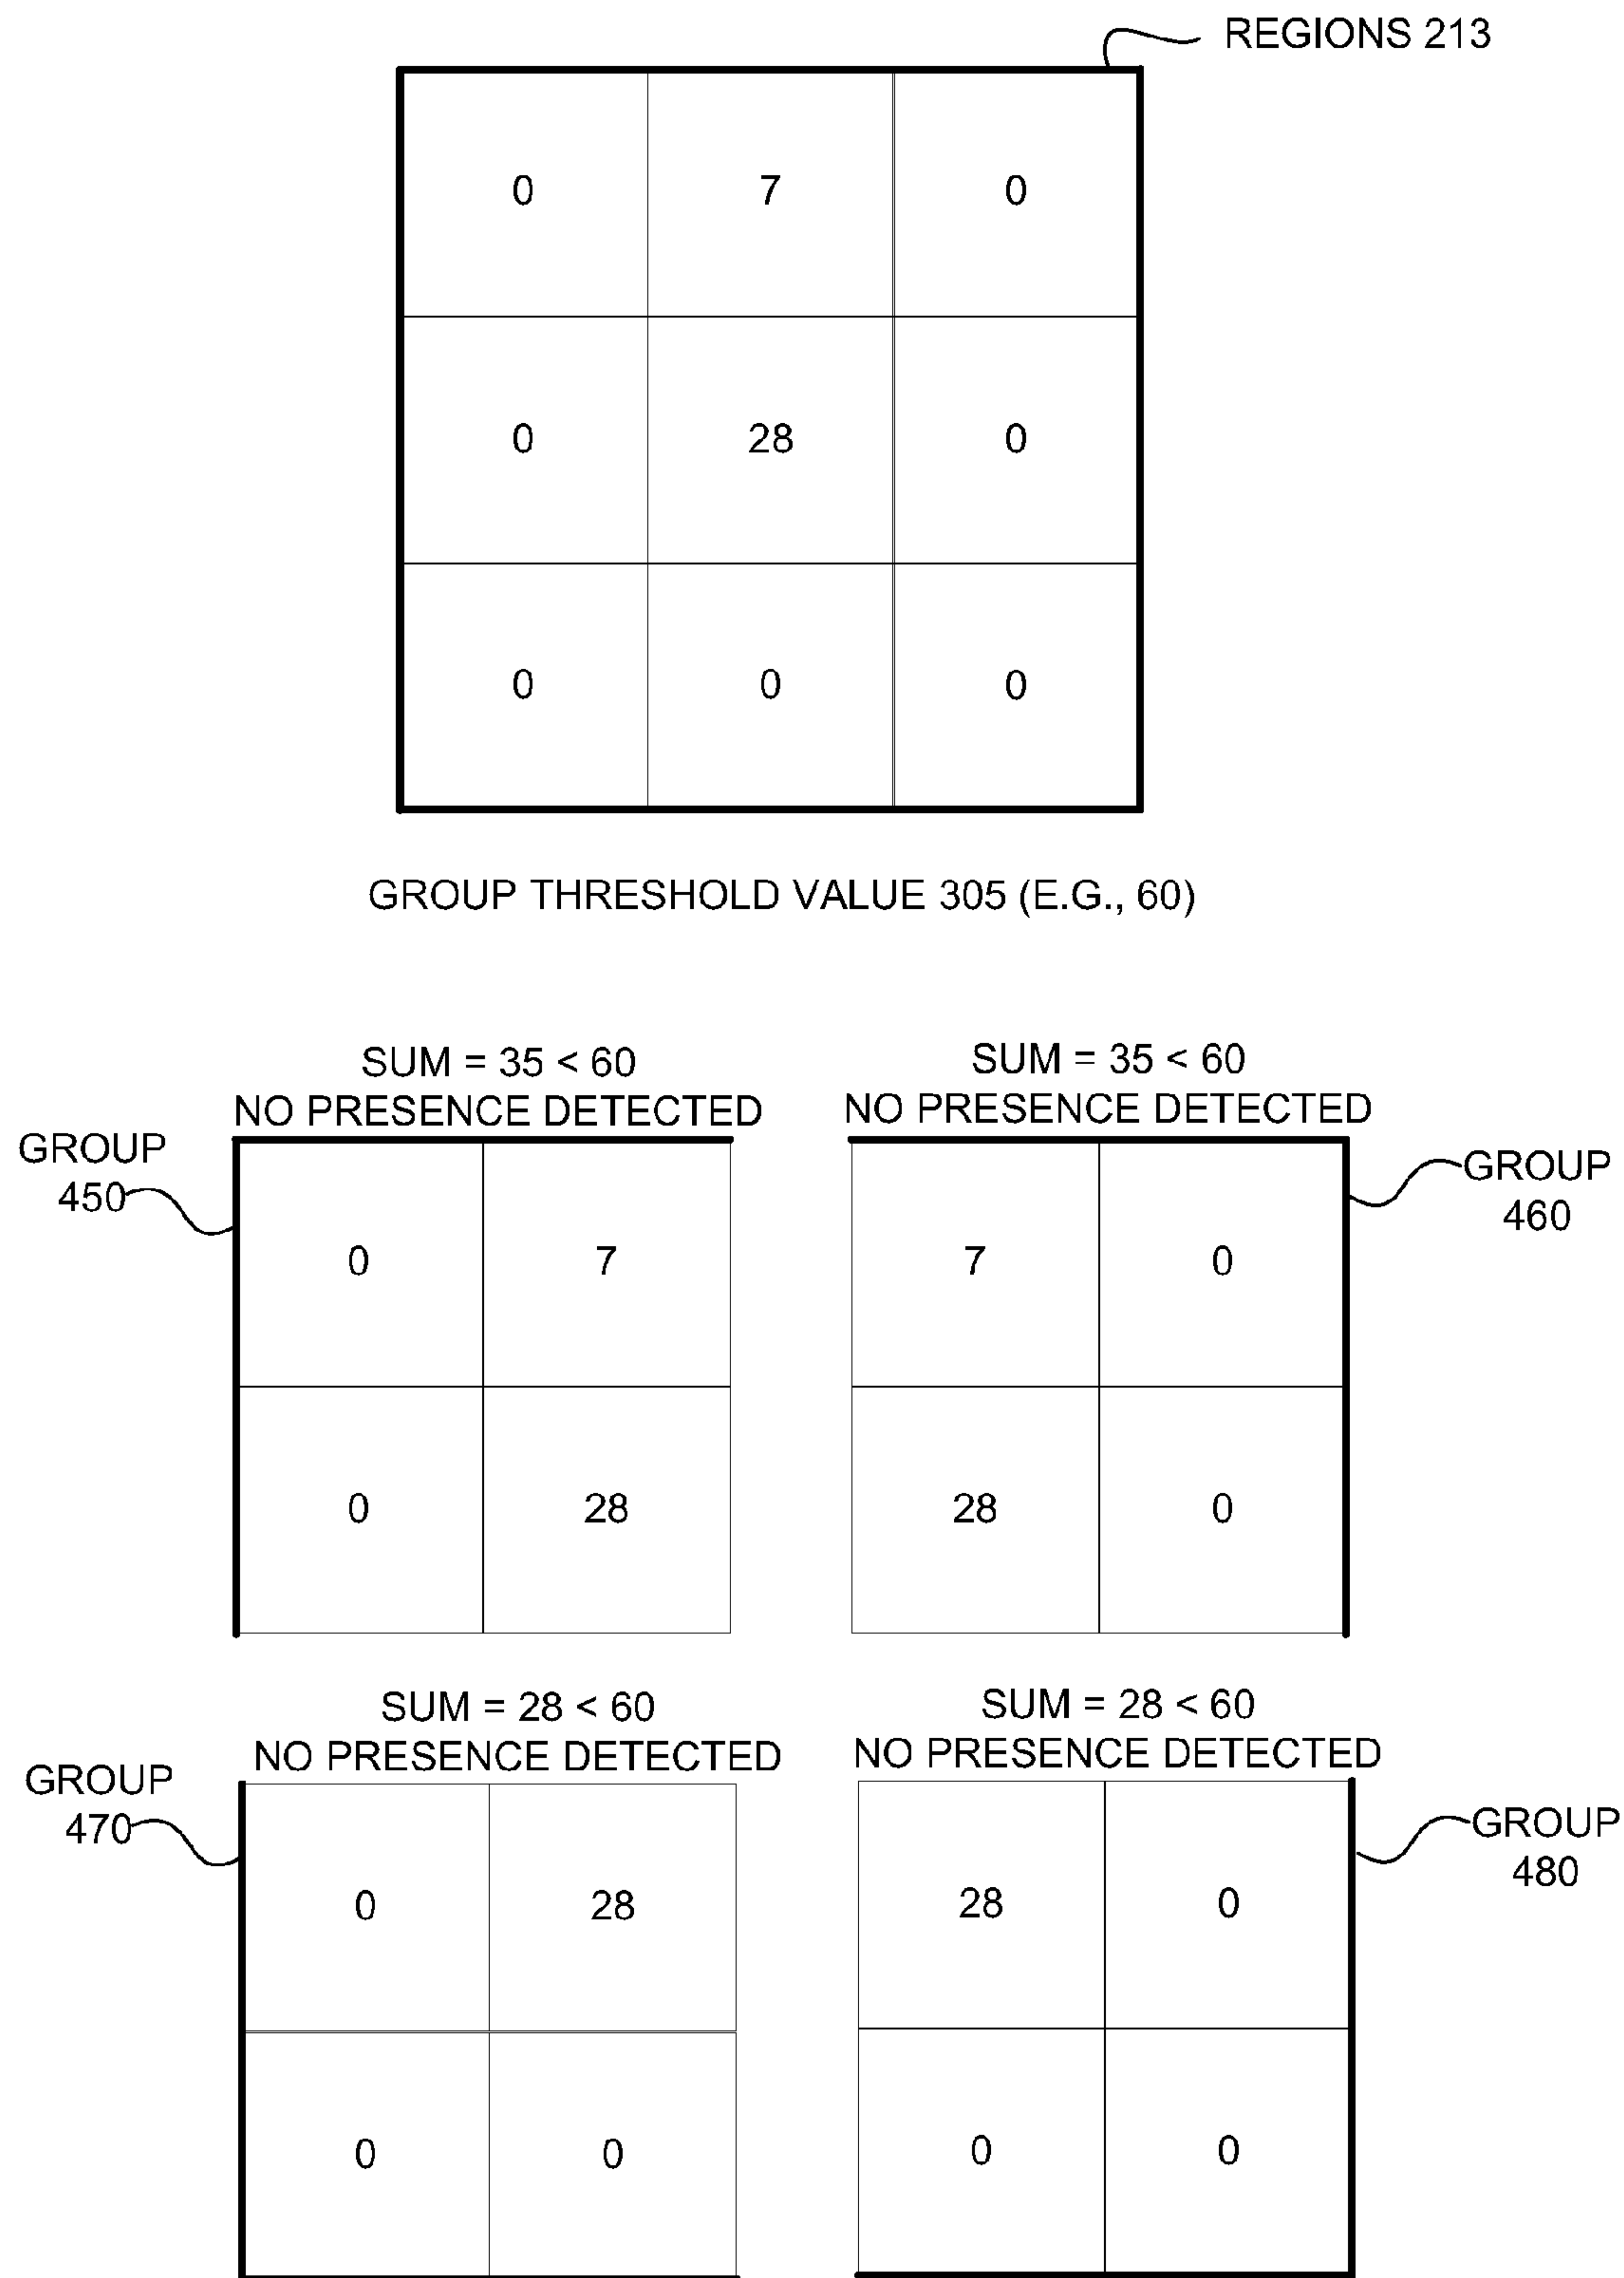 REGIONS 213
0 7 0
0 28 0
0 0 0
GROUP THRESHOLD VALUE 305 (E.G., 60)
SUM = 35 < 60
NO PRESENCE DETECTED
GROUP
450
0 7
0 28
SUM = 35 < 60
NO PRESENCE DETECTED
GROUP
460
7 0
28 0
SUM = 28 < 60
NO PRESENCE DETECTED
GROUP
470
0 28
0 0
SUM = 28 < 60
NO PRESENCE DETECTED
GROUP
480
28 0
0 0